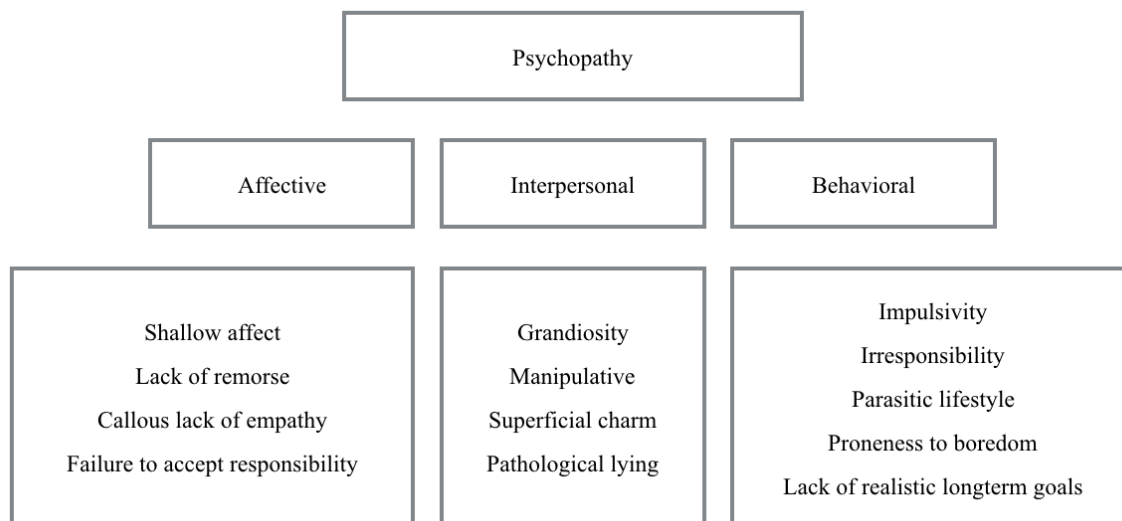 Psychopathy
Affective
Interpersonal
Behavioral
Shallow affect
Lack of remorse
Callous lack of empathy
Failure to accept responsibility
Grandiosity
Manipulative
Superficial charm
Pathological lying
Impulsivity
Irresponsibility
Parasitic lifestyle
Proneness to boredom
Lack of realistic longterm goals